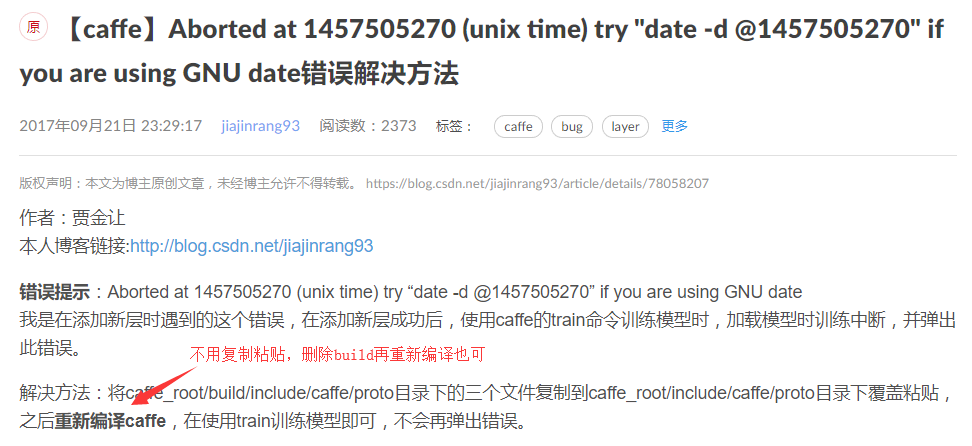 原 【caffe】Aborted at 1457505270 (unix time) try "date -d @1457505270" if
you are using GNU date错误解决方法
2017年09月21日 23:29:17 jiajinrang93 阅读数：2373 标签： caffe bug layer 更多
版权声明：本文为博主原创文章，未经博主允许不得转载。 https://blog.csdn.net/jiajinrang93/article/details/78058207
作者：贾金让
本人博客链接:http://blog.csdn.net/jiajinrang93
错误提示：Aborted at 1457505270 (unix time) try “date -d @1457505270” if you are using GNU date
我是在添加新层时遇到的这个错误，在添加新层成功后，使用caffe的train命令训练模型时，加载模型时训练中断，并弹出
此错误。
不用复制粘贴，删除build再重新编译也可
解决方法：将caffe_root/build/include/caffe/proto目录下的三个文件复制到caffe_root/include/caffe/proto目录下覆盖粘贴，
之后重新编译caffe，在使用train训练模型即可，不会再弹出错误。